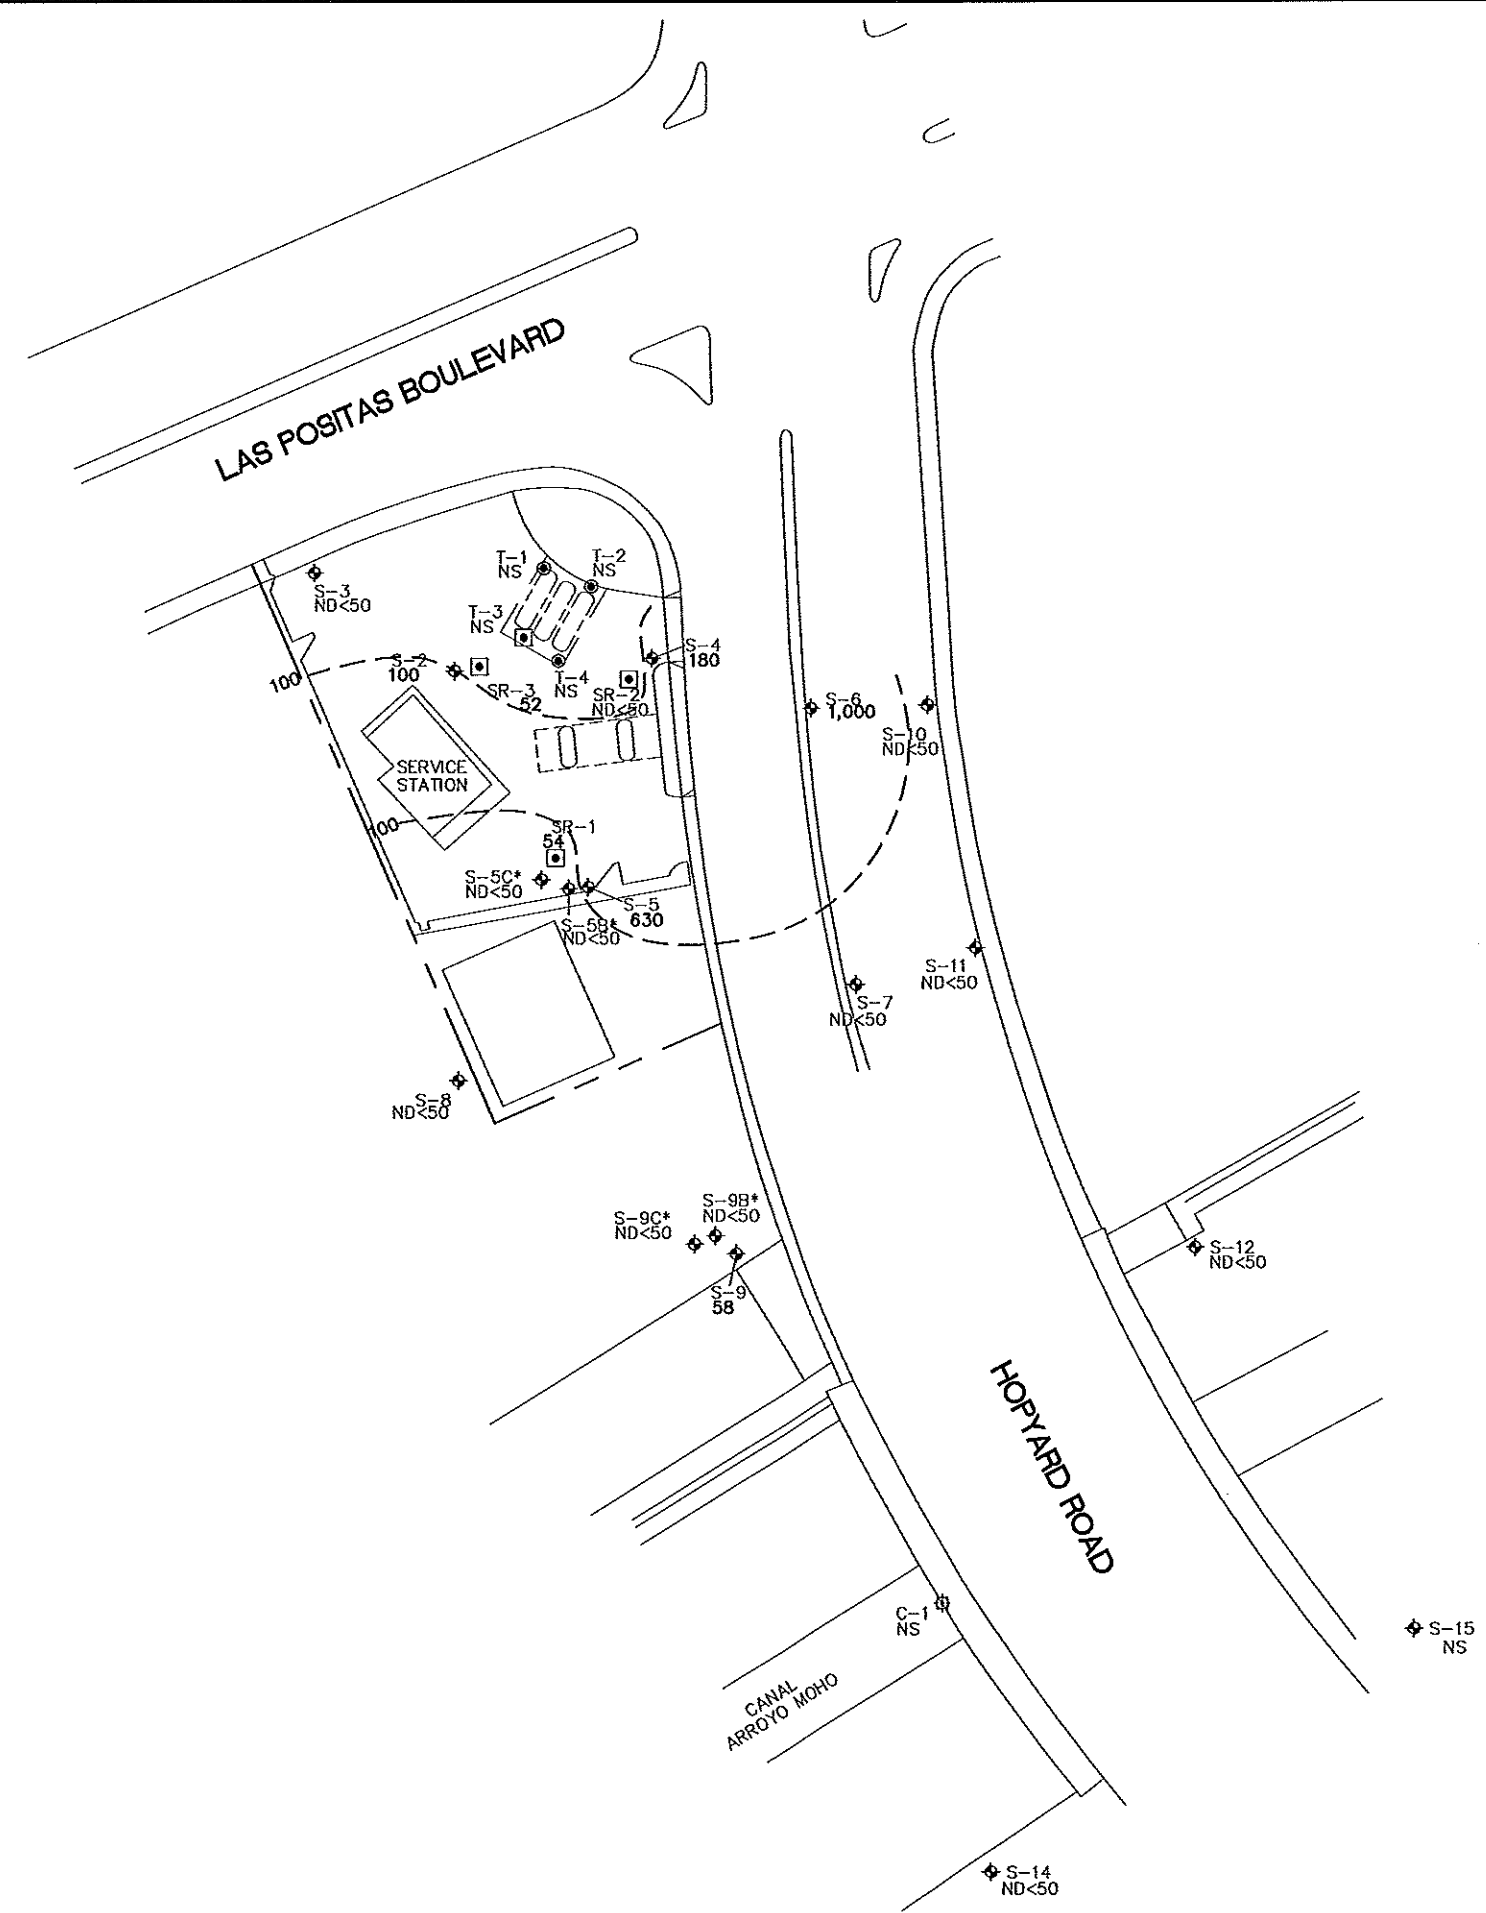 LAS POSITAS BOULEVARD
T-1
NS
T-2
NS
S-3
ND<50
T-3
NS
S-4
180
S-2
100
100
T-4
NS
SR-3
52
SR-2
ND<50
S-6
1,000
S-10
ND<50
SERVICE
STATION
100
SR-1
54
S-5C*
ND<50
S-5
630
S-5B*
ND<50
S-11
ND<50
S-7
ND<50
S-8
ND<50
S-9B*
ND<50
S-9C*
ND<50
S-12
ND<50
S-9
58
HOPYARD ROAD
C-1
NS
S-15
NS
CANAL
ARROYO MOHO
S-14
ND<50